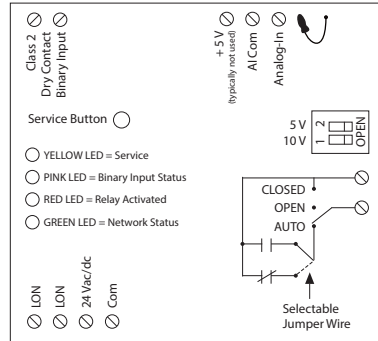 Class 2
Dry Contact
Binary Input
+ 5 V
(typically not used)
AI Com
Analog-In
Service Button
5 V
10 V
2
1
OPEN
YELLOW LED = Service
PINK LED = Binary Input Status
RED LED = Relay Activated
GREEN LED = Network Status
CLOSED
OPEN
AUTO
LON
LON
24 Vac/dc
Com
Selectable
Jumper Wire